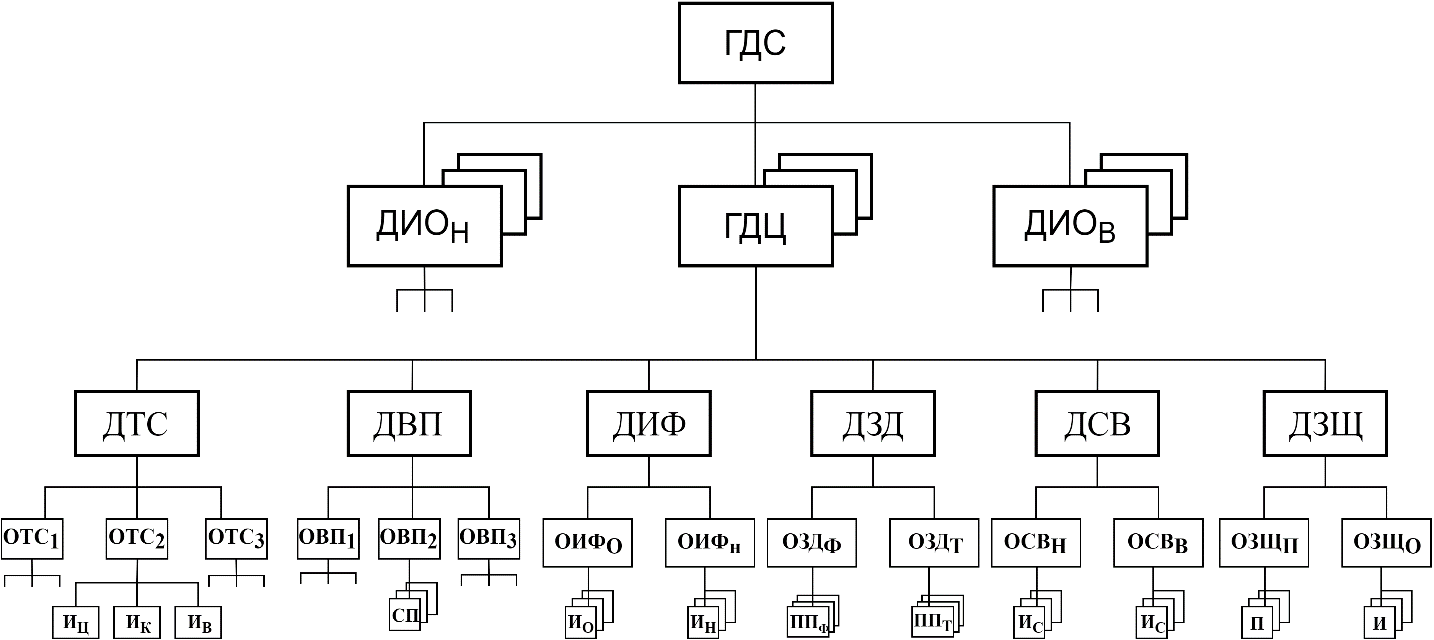 ГДС
ДИОН ГДЦ ДИОВ
ДТС ДВП ДИФ ДЗД ДСВ ДЗЩ
ОТС1 ОТС2 ОТС3 ОВП1 ОВП2 ОВП3 ОИФО ОИФн ОЗДФ ОЗДТ ОСВН ОСВВ ОЗЩП ОЗЩО
ИЦ ИК ИВ СП ИО ИН ППФ ППТ ИС ИС П И